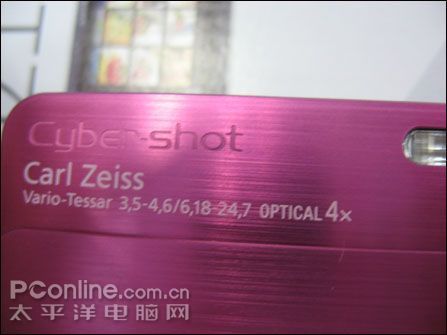 Cyber-shot
Carl Zeiss
Vario-Tessar 3,5-4,6/6,18-24,7 OPTICAL 4x
PConline.com.cn
太平洋电脑网